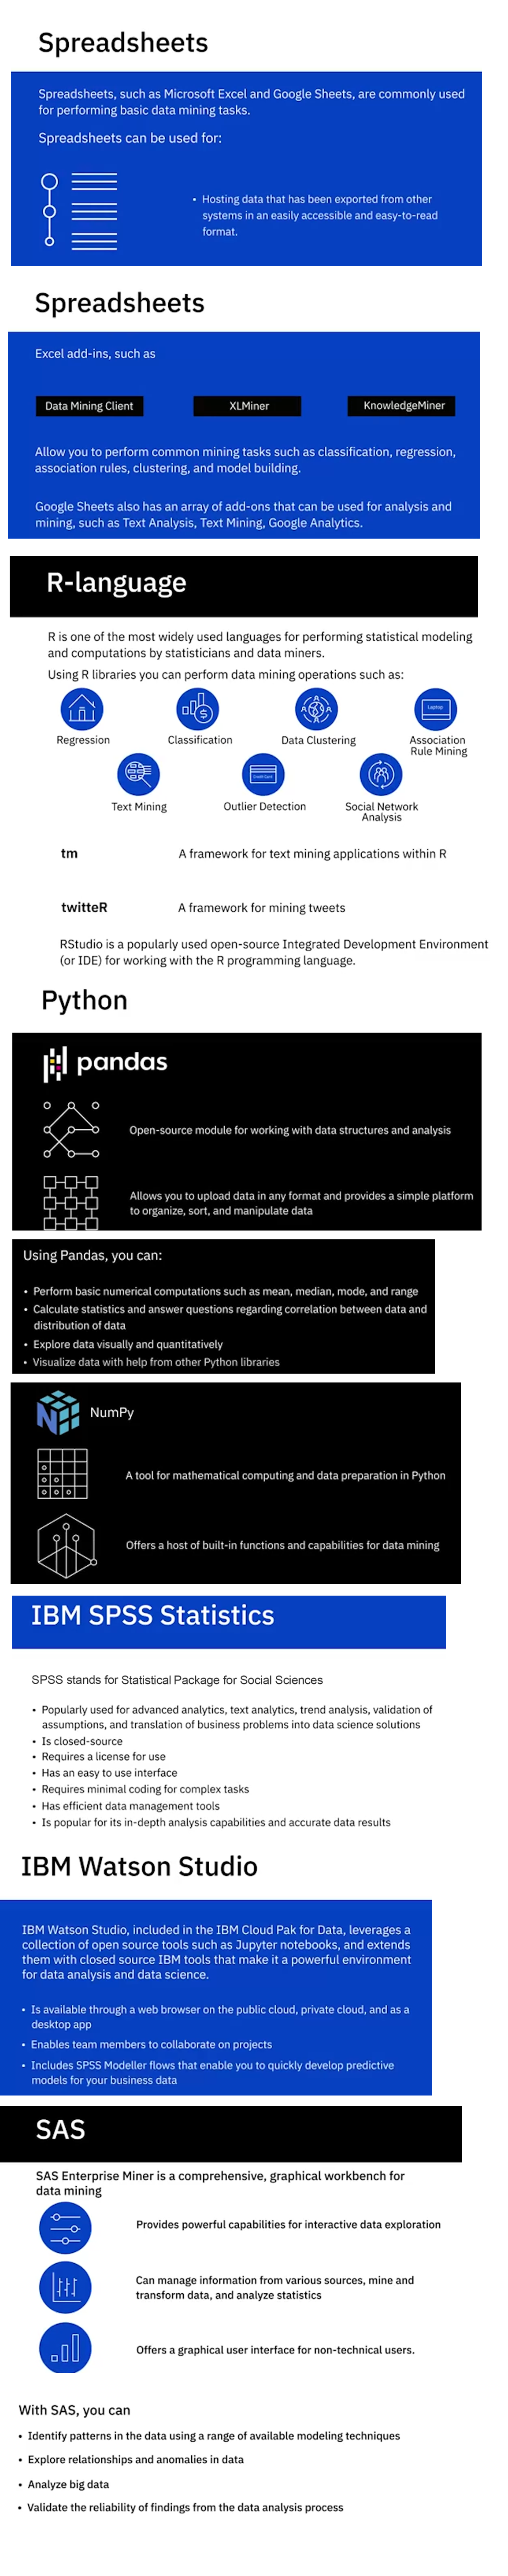 Spreadsheets
Spreadsheets, such as Microsoft Excel and Google Sheets, are commonly used
for performing basic data mining tasks.
Spreadsheets can be used for:
• Hosting data that has been exported from other
systems in an easily accessible and easy-to-read
format.
Spreadsheets
Excel add-ins, such as
Data Mining Client
XLMiner
KnowledgeMiner
Allow you to perform common mining tasks such as classification, regression,
association rules, clustering, and model building.
Google Sheets also has an array of add-ons that can be used for analysis and
mining, such as Text Analysis, Text Mining, Google Analytics.
R-language
R is one of the most widely used languages for performing statistical modeling
and computations by statisticians and data miners.
Using R libraries you can perform data mining operations such as:
Laptop
Regression
Classification
Data Clustering
Association
Rule Mining
Credit Card
Text Mining
Outlier Detection
Social Network
Analysis
tm
A framework for text mining applications within R
twitteR
A framework for mining tweets
RStudio is a popularly used open-source Integrated Development Environment
(or IDE) for working with the R programming language.
Python
pandas
Open-source module for working with data structures and analysis
Allows you to upload data in any format and provides a simple platform
to organize, sort, and manipulate data
Using Pandas, you can:
• Perform basic numerical computations such as mean, median, mode, and range
• Calculate statistics and answer questions regarding correlation between data and
distribution of data
• Explore data visually and quantitatively
• Visualize data with help from other Python libraries
NumPy
A tool for mathematical computing and data preparation in Python
Offers a host of built-in functions and capabilities for data mining
IBM SPSS Statistics
SPSS stands for Statistical Package for Social Sciences
• Popularly used for advanced analytics, text analytics, trend analysis, validation of
assumptions, and translation of business problems into data science solutions
• Is closed-source
• Requires a license for use
• Has an easy to use interface
• Requires minimal coding for complex tasks
• Has efficient data management tools
• Is popular for its in-depth analysis capabilities and accurate data results
IBM Watson Studio
IBM Watson Studio, included in the IBM Cloud Pak for Data, leverages a
collection of open source tools such as Jupyter notebooks, and extends
them with closed source IBM tools that make it a powerful environment
for data analysis and data science.
• Is available through a web browser on the public cloud, private cloud, and as a
desktop app
• Enables team members to collaborate on projects
• Includes SPSS Modeller flows that enable you to quickly develop predictive
models for your business data
SAS
SAS Enterprise Miner is a comprehensive, graphical workbench for
data mining
Provides powerful capabilities for interactive data exploration
Can manage information from various sources, mine and
transform data, and analyze statistics
Offers a graphical user interface for non-technical users.
With SAS, you can
• Identify patterns in the data using a range of available modeling techniques
• Explore relationships and anomalies in data
• Analyze big data
• Validate the reliability of findings from the data analysis process